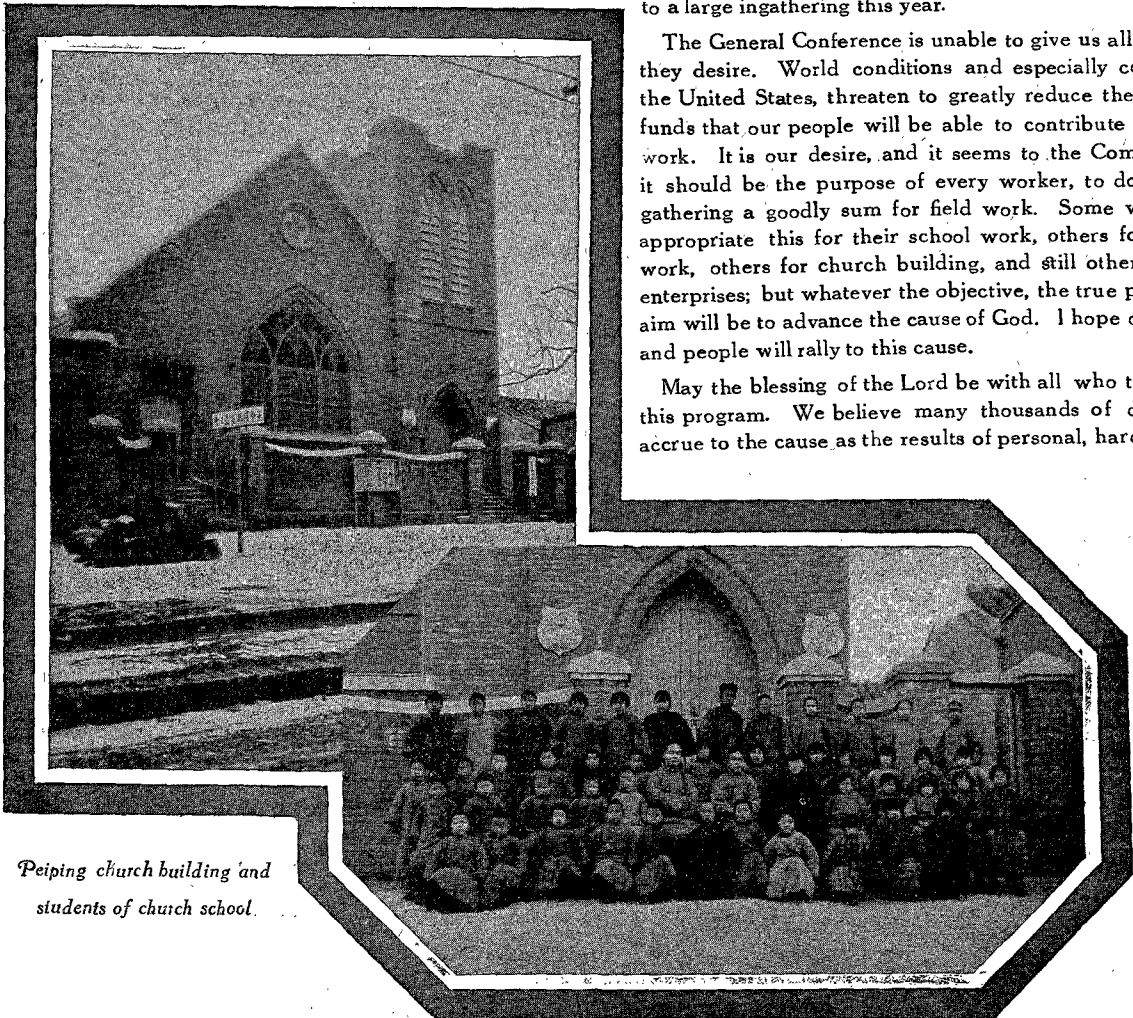 to a large ingathering this year.
The General Conference is unable to give us all
they desire. World conditions and especially
the United States, threaten to greatly reduce the
funds that our people will be able to contribute
work. It is our desire, and it seems to the
it should be the purpose of every worker, to
gathering a goodly sum for field work. Some
appropriate this for their school work, others
work, others for church building, and still
enterprises; but whatever the objective, the true
aim will be to advance the cause of God. I hope
and people will rally to this cause.
May the blessing of the Lord be with all who
this program. We believe many thousands of
accrue to the cause as the results of personal,
Peiping church building and
students of church school.